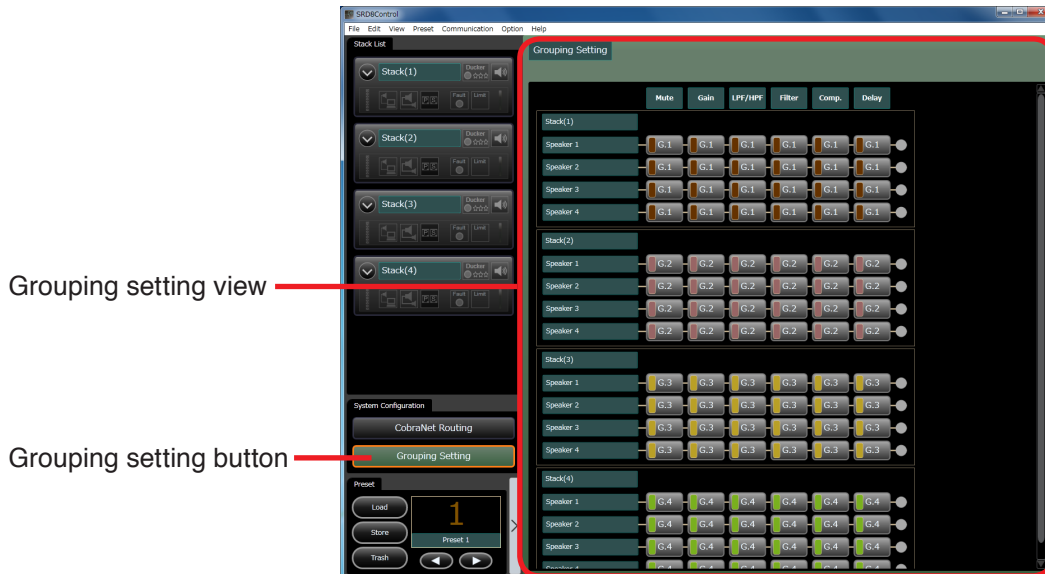 SRD8Control
File Edit View Preset Communication Option Help
Stack List
Stack(1) Ducker
Fault Limit
Stack(2) Ducker
Fault Limit
Stack(3) Ducker
Fault Limit
Stack(4) Ducker
Fault Limit
Grouping setting view
System Configuration
CobraNet Routing
Grouping setting button
Grouping Setting
Preset
Load
Store
Trash
1
Preset 1
Grouping Setting
Mute Gain LPF/HPF Filter Comp. Delay
Stack(1)
Speaker 1 G.1 G.1 G.1 G.1 G.1 G.1
Speaker 2 G.1 G.1 G.1 G.1 G.1 G.1
Speaker 3 G.1 G.1 G.1 G.1 G.1 G.1
Speaker 4 G.1 G.1 G.1 G.1 G.1 G.1
Stack(2)
Speaker 1 G.2 G.2 G.2 G.2 G.2 G.2
Speaker 2 G.2 G.2 G.2 G.2 G.2 G.2
Speaker 3 G.2 G.2 G.2 G.2 G.2 G.2
Speaker 4 G.2 G.2 G.2 G.2 G.2 G.2
Stack(3)
Speaker 1 G.3 G.3 G.3 G.3 G.3 G.3
Speaker 2 G.3 G.3 G.3 G.3 G.3 G.3
Speaker 3 G.3 G.3 G.3 G.3 G.3 G.3
Speaker 4 G.3 G.3 G.3 G.3 G.3 G.3
Stack(4)
Speaker 1 G.4 G.4 G.4 G.4 G.4 G.4
Speaker 2 G.4 G.4 G.4 G.4 G.4 G.4
Speaker 3 G.4 G.4 G.4 G.4 G.4 G.4
Speaker 4 G.4 G.4 G.4 G.4 G.4 G.4